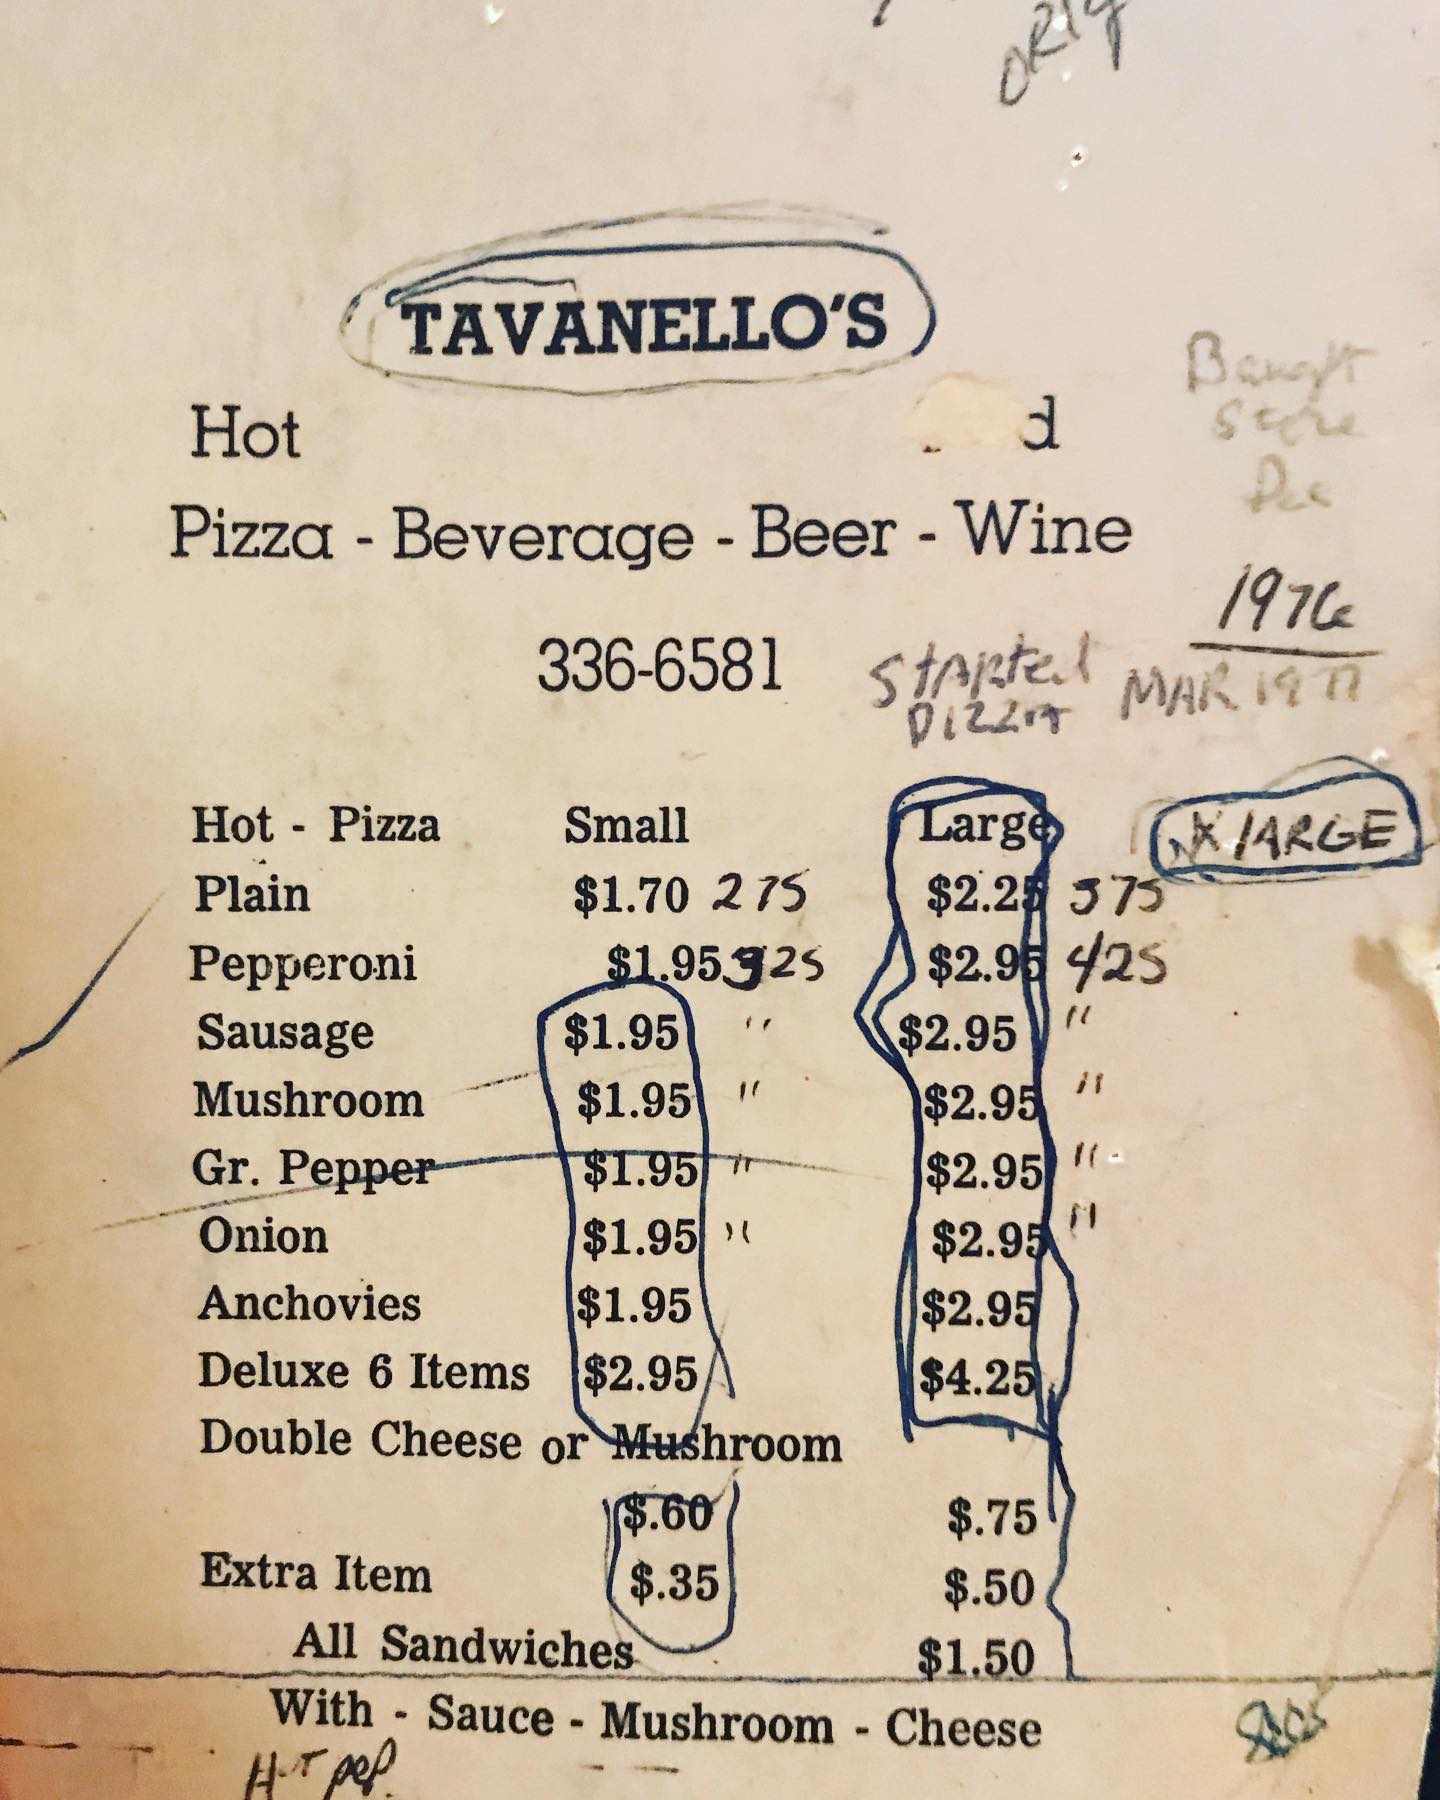 ORIG
TAVANELLO'S
Hot d
Pizza - Beverage - Beer - Wine
Bought
Store
Dec
1976
336-6581
Started
Pizza
MAR 1977
Hot - Pizza Small Large X LARGE
Plain $1.70 275 $2.25 375
Pepperoni $1.95 325 $2.95 425
Sausage $1.95 " $2.95 "
Mushroom $1.95 " $2.95 "
Gr. Pepper $1.95 " $2.95 "
Onion $1.95 " $2.95 "
Anchovies $1.95 $2.95
Deluxe 6 Items $2.95 $4.25
Double Cheese or Mushroom
$.60 $.75
Extra Item $.35 $.50
All Sandwiches $1.50
With - Sauce - Mushroom - Cheese
Hot pep.